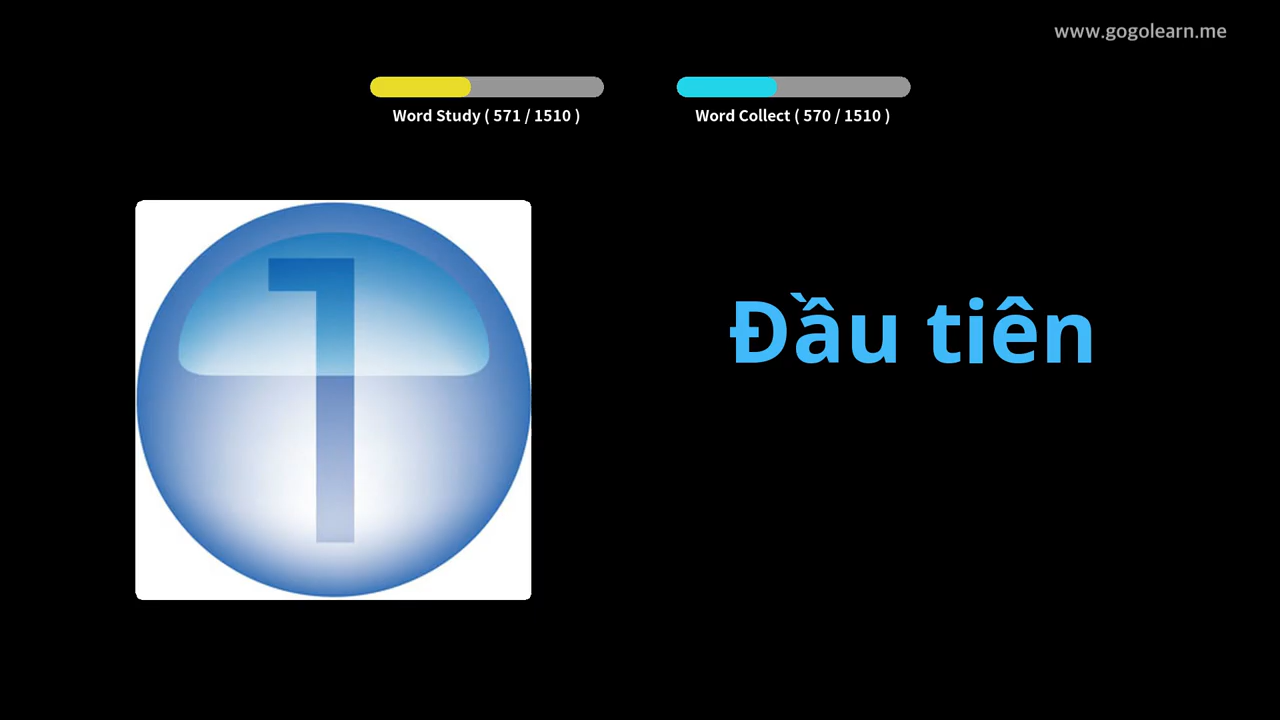 www.gogolearn.me
Word Study ( 571 / 1510 )
Word Collect ( 570 / 1510 )
1
Đầu tiên